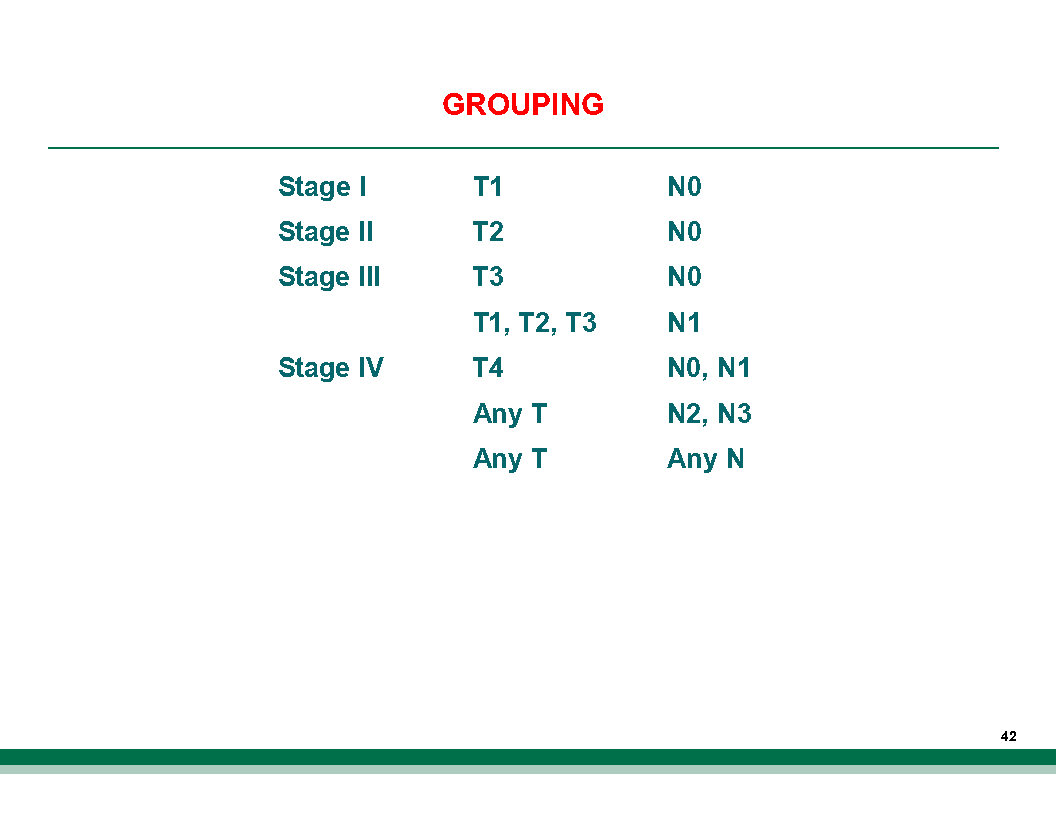 GROUPING
Stage I T1 N0
Stage II T2 N0
Stage III T3 N0
T1, T2, T3 N1
Stage IV T4 N0, N1
Any T N2, N3
Any T Any N
42